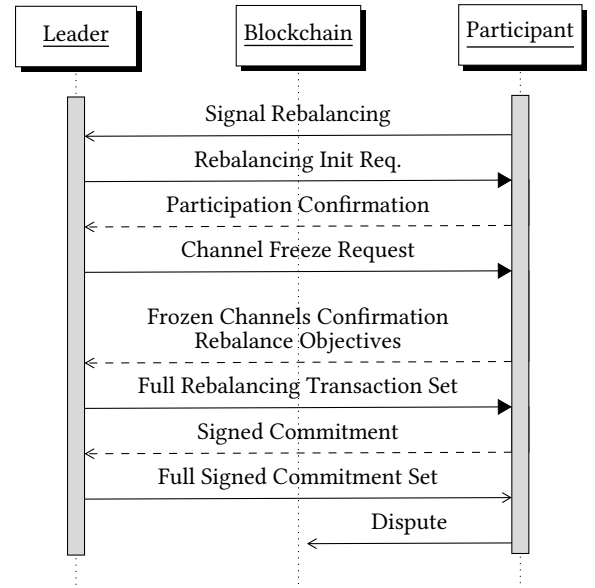 Leader
Blockchain
Participant
Signal Rebalancing
Rebalancing Init Req.
Participation Confirmation
Channel Freeze Request
Frozen Channels Confirmation
Rebalance Objectives
Full Rebalancing Transaction Set
Signed Commitment
Full Signed Commitment Set
Dispute